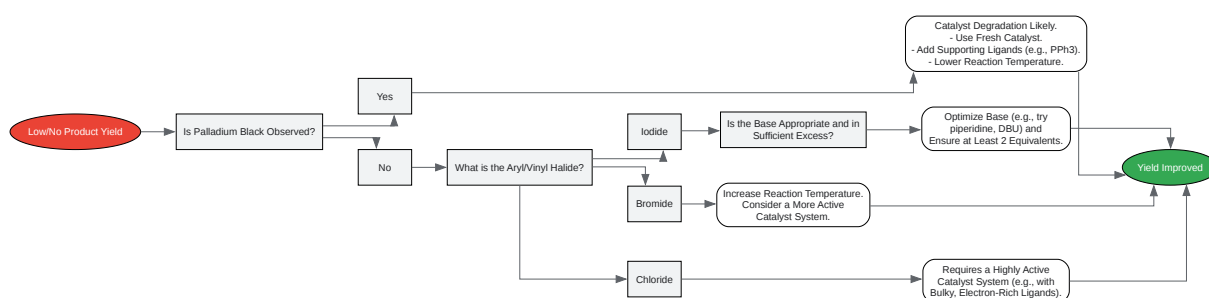 Low/No Product Yield
Is Palladium Black Observed?
Yes
Catalyst Degradation Likely.
- Use Fresh Catalyst.
- Add Supporting Ligands (e.g., PPh3).
- Lower Reaction Temperature.
No
What is the Aryl/Vinyl Halide?
Iodide
Is the Base Appropriate and in
Sufficient Excess?
Optimize Base (e.g., try
piperidine, DBU) and
Ensure at Least 2 Equivalents.
Bromide
Increase Reaction Temperature.
Consider a More Active
Catalyst System.
Chloride
Requires a Highly Active
Catalyst System (e.g., with
Bulky, Electron-Rich Ligands).
Yield Improved